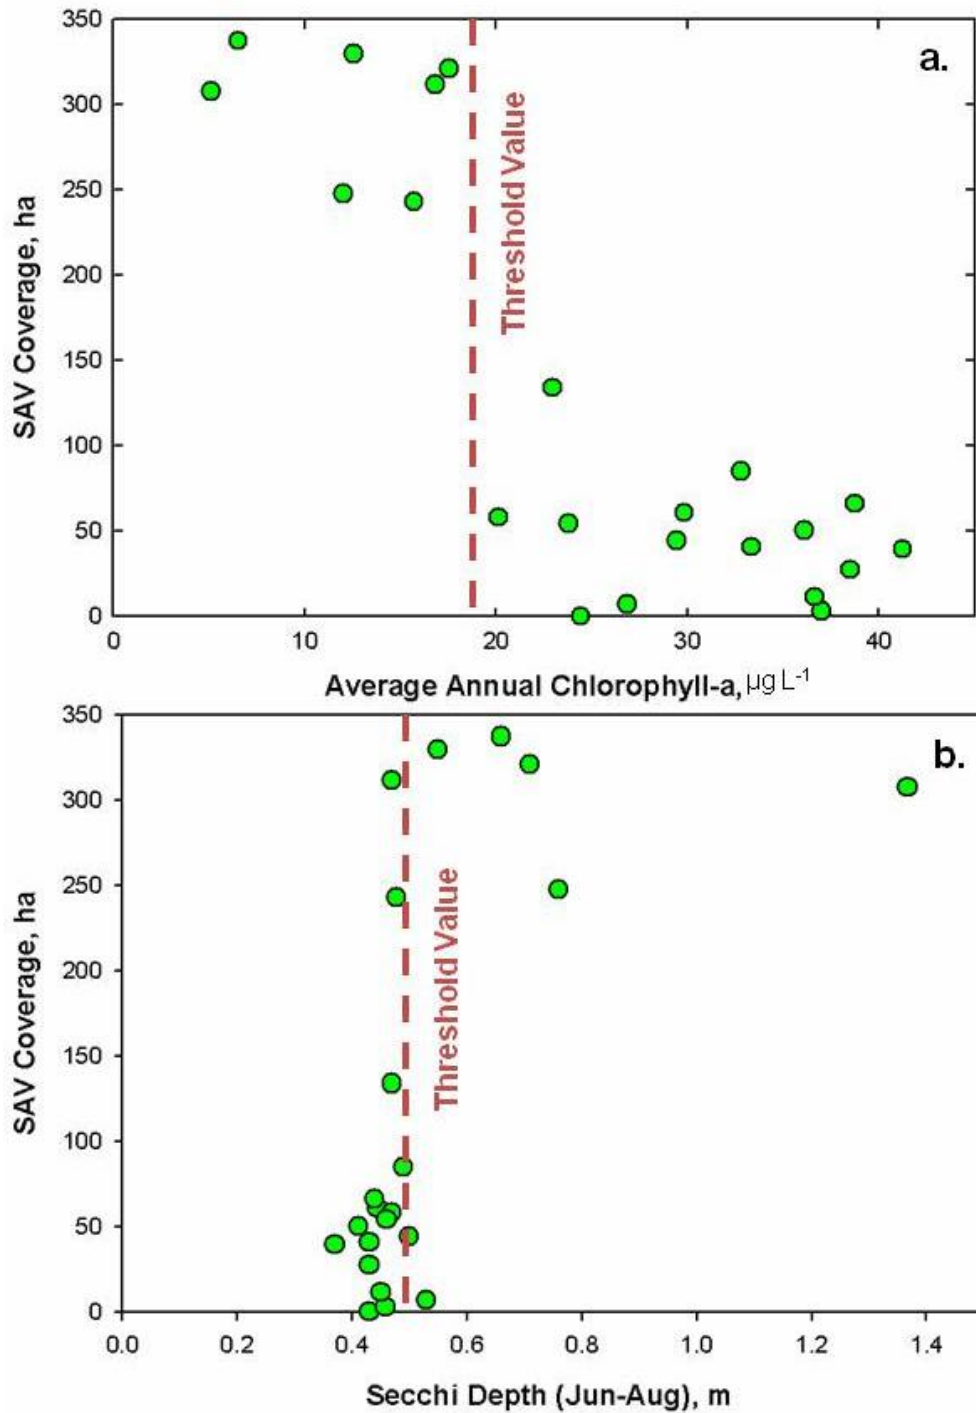 350
a.
300
250
200
150
100
50
0
SAV Coverage, ha
Threshold Value
0 10 20 30 40
Average Annual Chlorophyll-a, µg L⁻¹
350
b.
300
250
200
150
100
50
0
SAV Coverage, ha
Threshold Value
0.0 0.2 0.4 0.6 0.8 1.0 1.2 1.4
Secchi Depth (Jun-Aug), m